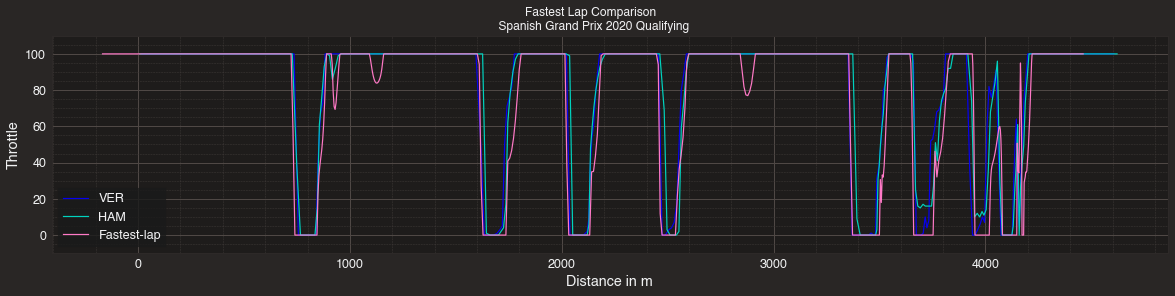 Fastest Lap Comparison
Spanish Grand Prix 2020 Qualifying
Throttle
100
80
60
40
20
0
VER
HAM
Fastest-lap
0
1000
2000
3000
4000
Distance in m